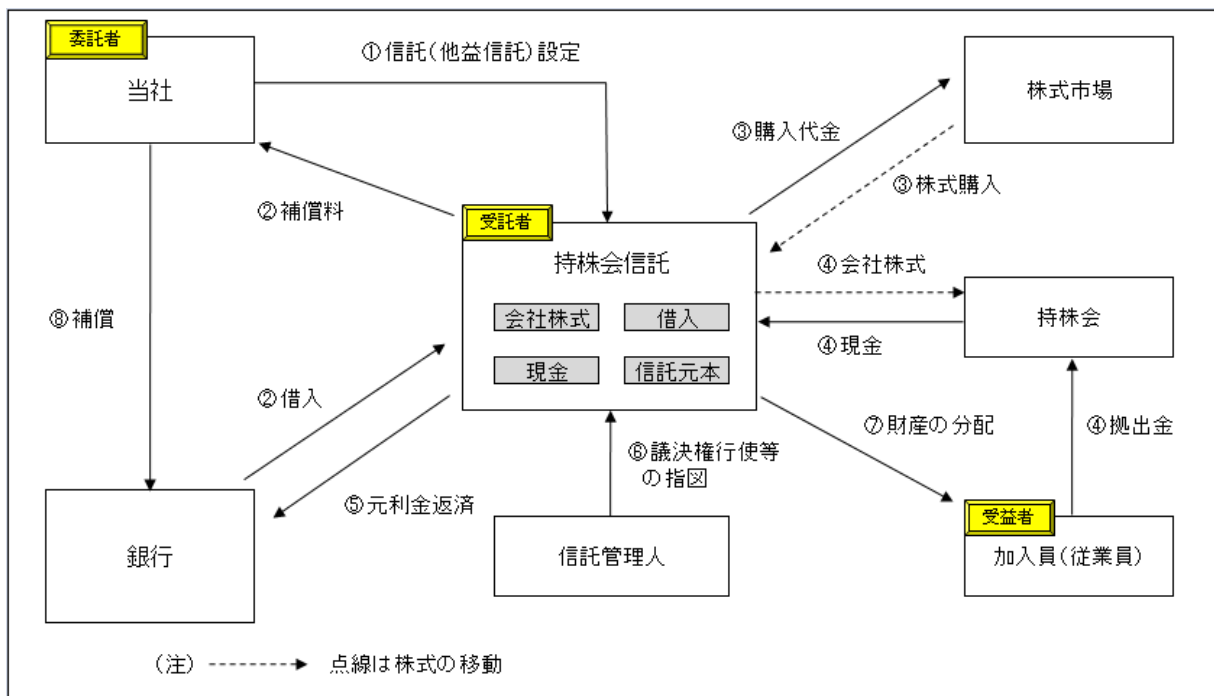 委託者
当社
①信託(他益信託)設定
株式市場
③購入代金
③株式購入
②補償料
受託者
持株会信託
会社株式
借入
現金
信託元本
④会社株式
④現金
持株会
⑧補償
②借入
⑤元利金返済
⑥議決権行使等
の指図
⑦財産の分配
④拠出金
銀行
信託管理人
受益者
加入員(従業員)
(注)
点線は株式の移動